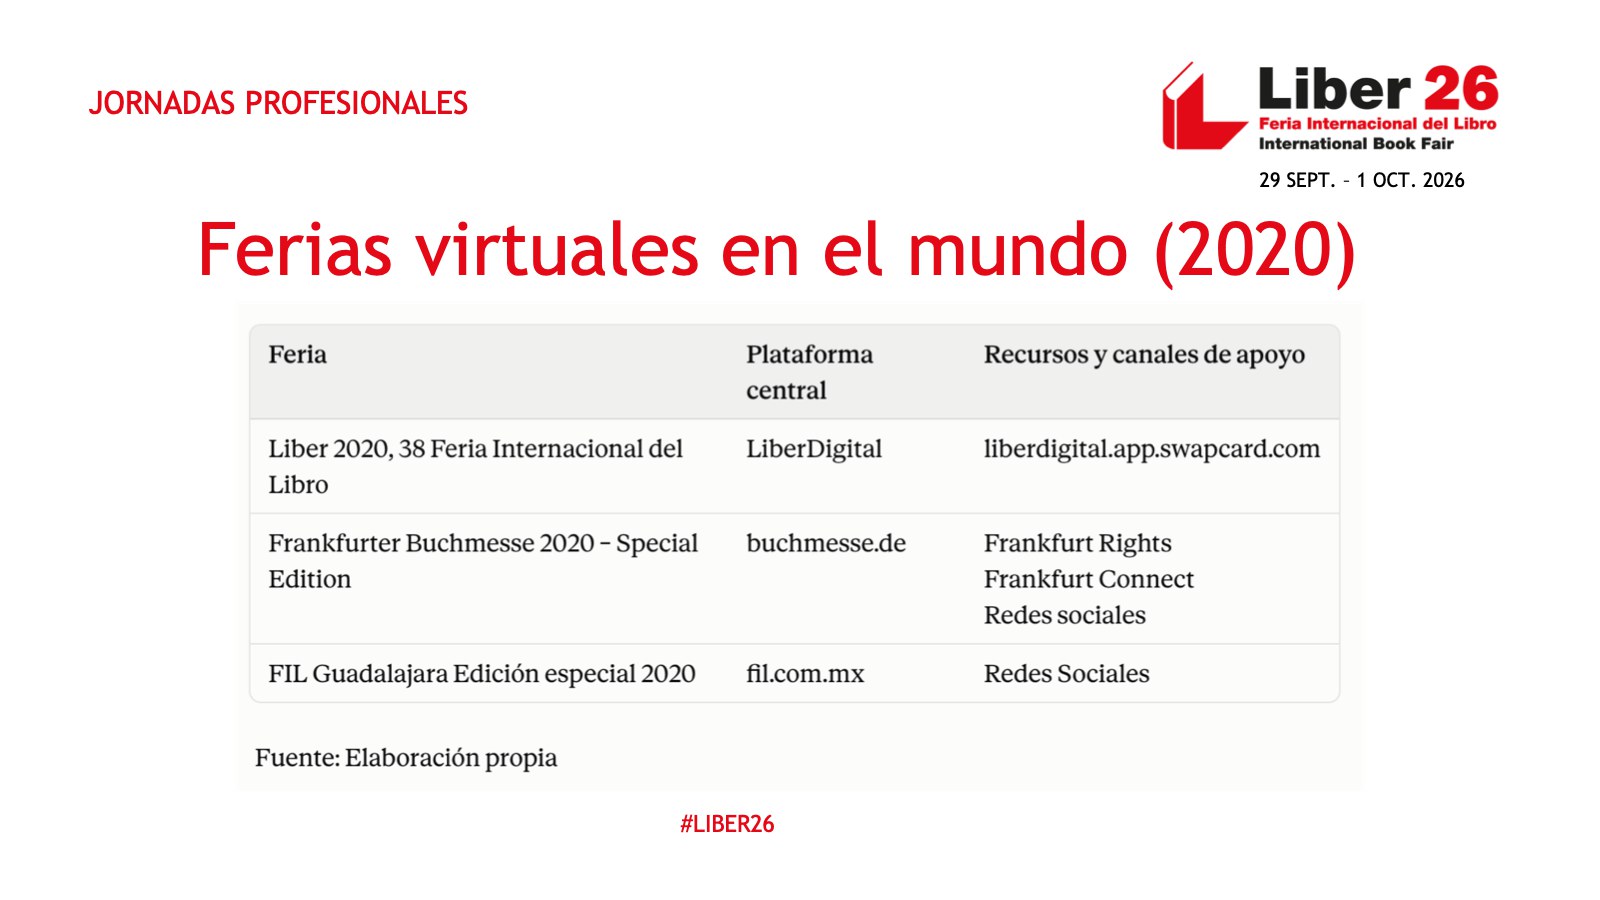 JORNADAS PROFESIONALES
Liber 26
Feria Internacional del Libro
International Book Fair
29 SEPT. – 1 OCT. 2026
Ferias virtuales en el mundo (2020)
Feria
Plataforma
central
Recursos y canales de apoyo
Liber 2020, 38 Feria Internacional del
Libro
LiberDigital
liberdigital.app.swapcard.com
Frankfurter Buchmesse 2020 – Special
Edition
buchmesse.de
Frankfurt Rights
Frankfurt Connect
Redes sociales
FIL Guadalajara Edición especial 2020
fil.com.mx
Redes Sociales
Fuente: Elaboración propia
#LIBER26